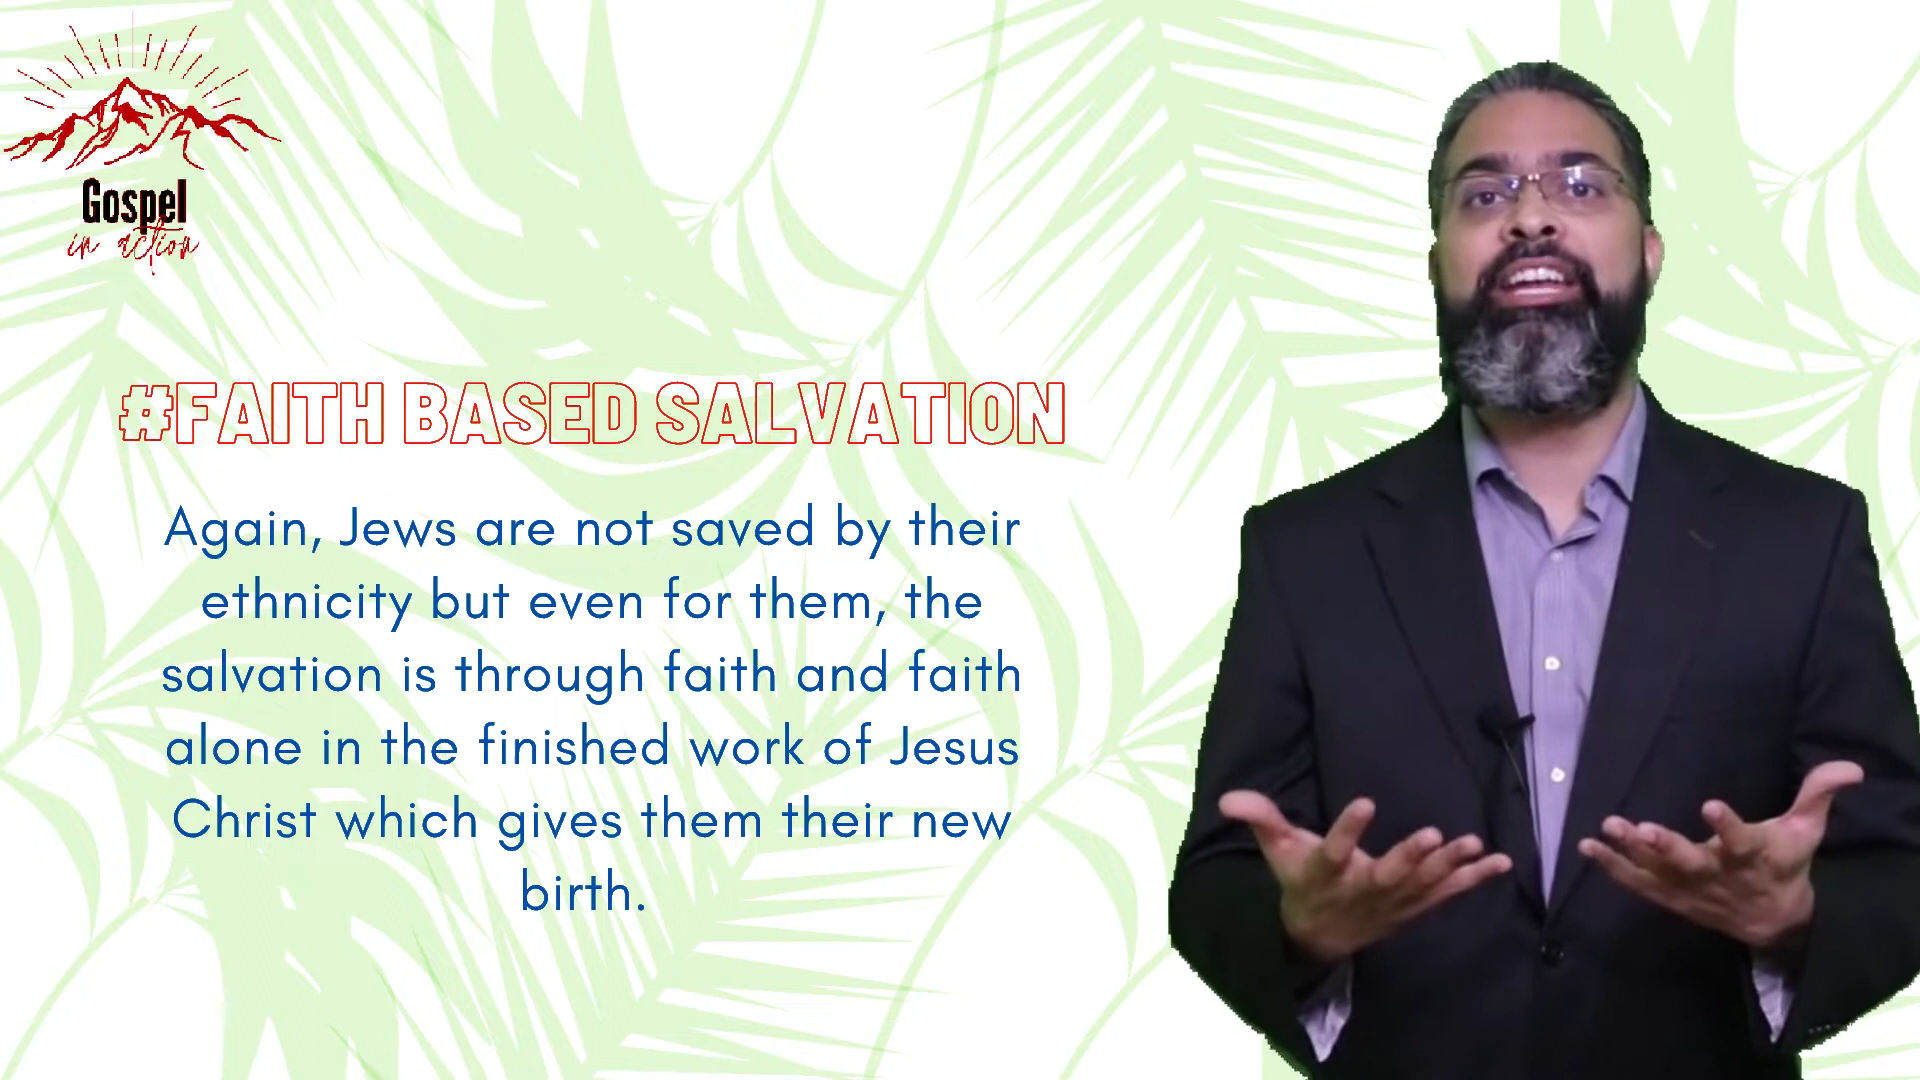 Gospel
in action
#FAITH BASED SALVATION
Again, Jews are not saved by their
ethnicity but even for them, the
salvation is through faith and faith
alone in the finished work of Jesus
Christ which gives them their new
birth.